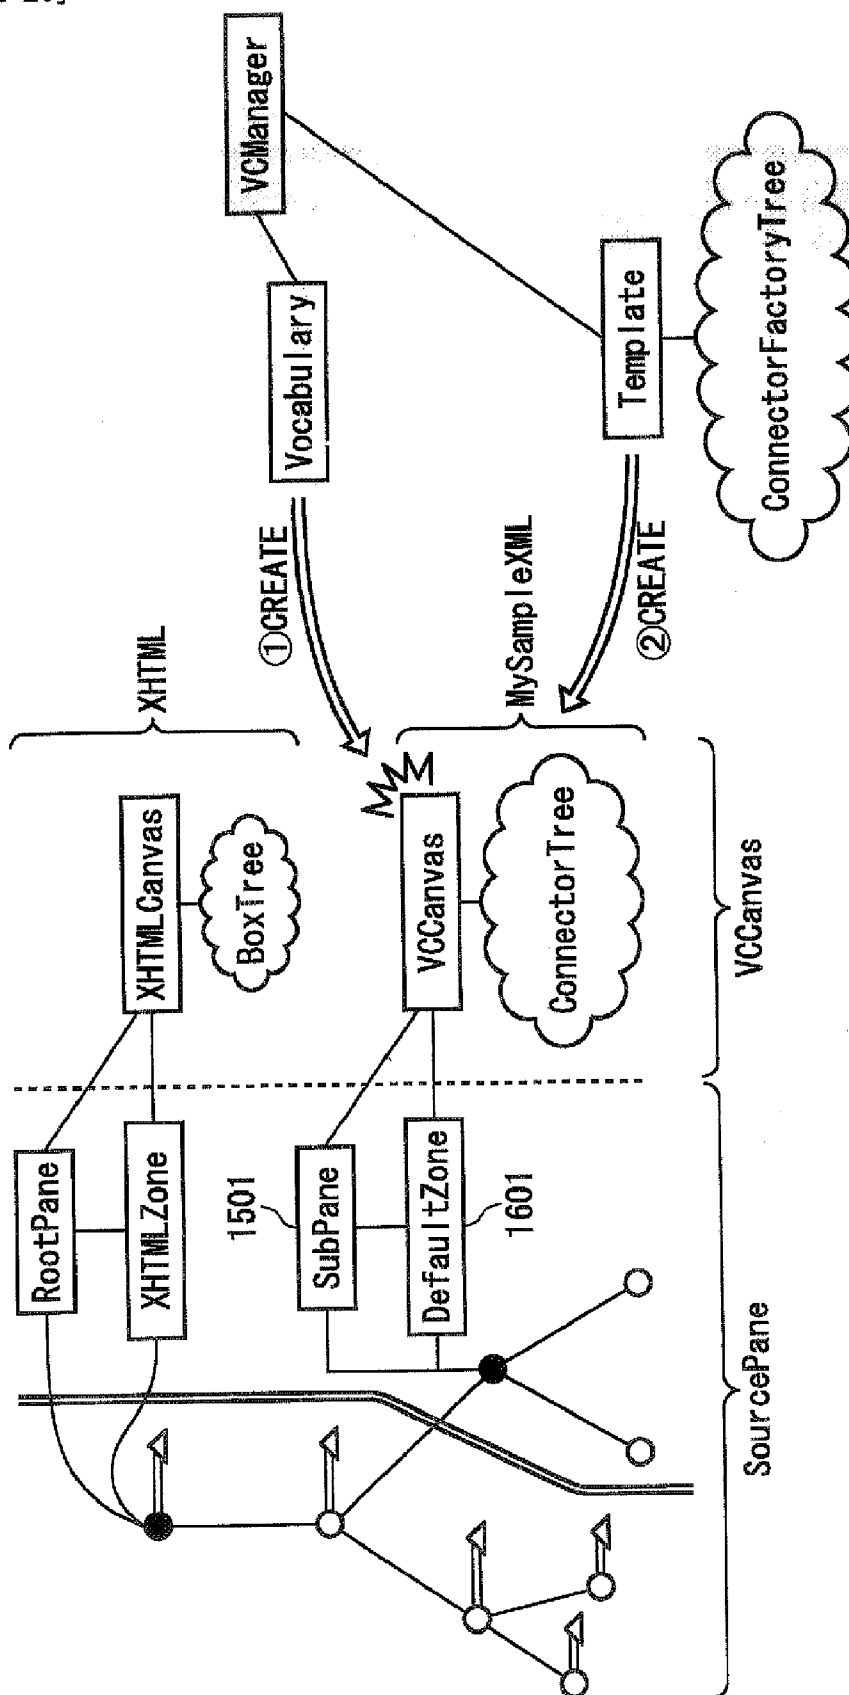 VCManager
Vocabulary
Template
ConnectorFactoryTree
①CREATE
②CREATE
XHTML
MySampleXML
XHTMLCanvas
BoxTree
VCCanvas
ConnectorTree
VCCanvas
RootPane
XHTMLZone
1501
SubPane
DefaultZone
1601
SourcePane